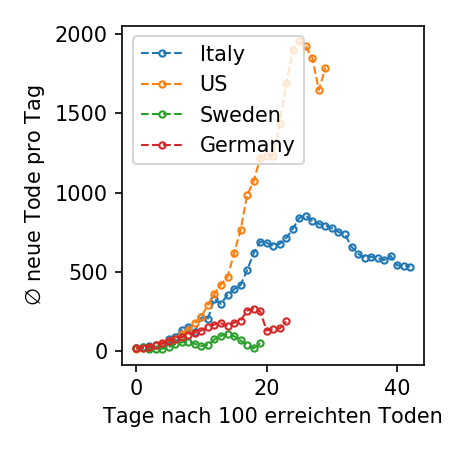 2000
1500
1000
500
0
∅ neue Tode pro Tag
Italy
US
Sweden
Germany
0 20 40
Tage nach 100 erreichten Toden